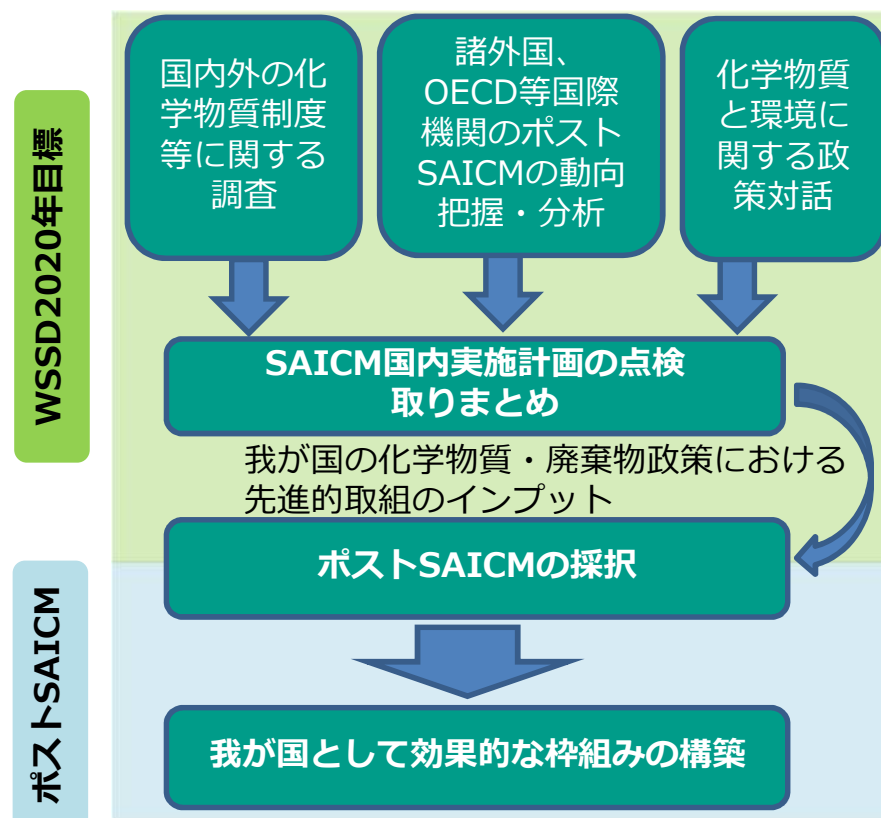 WSSD2020年目標
国内外の化
学物質制度
等に関する
調査
諸外国、
OECD等国際
機関のポスト
SAICMの動向
把握・分析
化学物質
と環境に
関する政
策対話
SAICM国内実施計画の点検
取りまとめ
我が国の化学物質・廃棄物政策における
先進的取組のインプット
ポストSAICM
ポストSAICMの採択
我が国として効果的な枠組みの構築